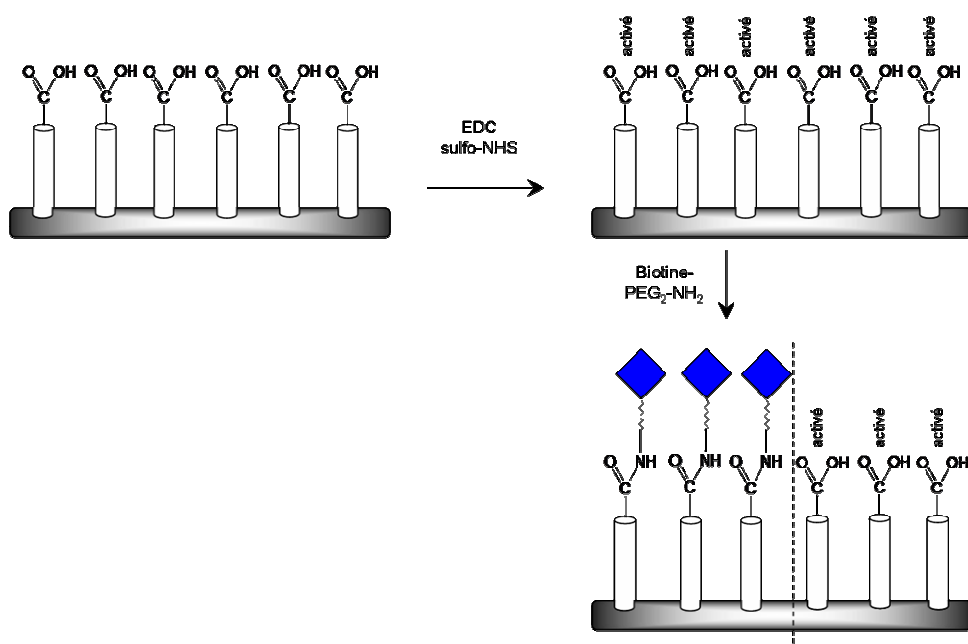 O OH O OH O OH O OH O OH O OH
C C C C C C
EDC
sulfo-NHS
activé activé activé activé activé activé
O OH O OH O OH O OH O OH O OH
C C C C C C
Biotine-
PEG₂-NH₂
activé activé activé
O NH O NH O NH O OH O OH O OH
C C C C C C